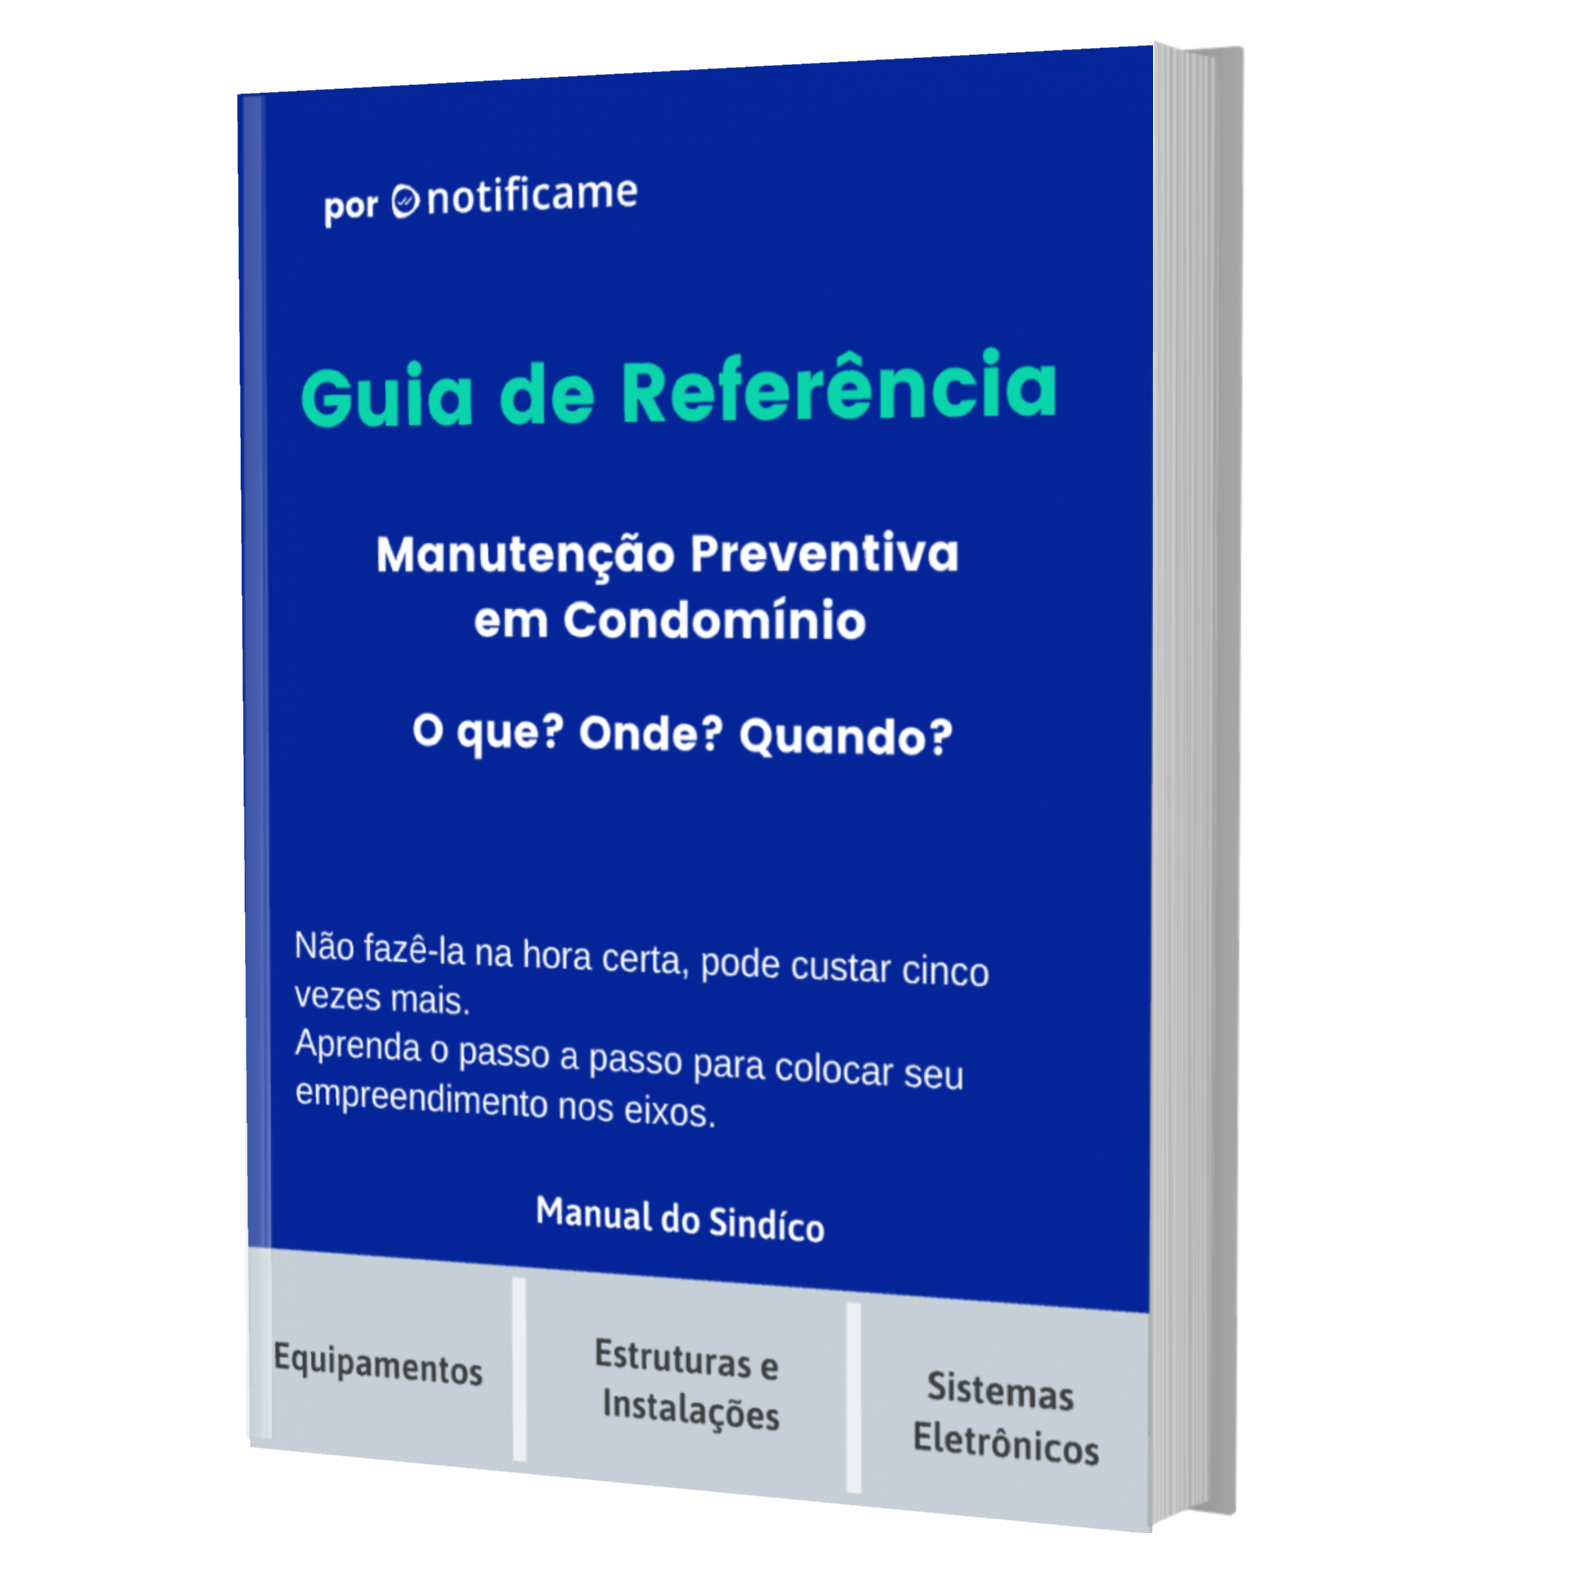 por notificame
Guia de Referência
Manutenção Preventiva
em Condomínio
O que? Onde? Quando?
Não fazê-la na hora certa, pode custar cinco
vezes mais.
Aprenda o passo a passo para colocar seu
empreendimento nos eixos.
Manual do Sindíco
Equipamentos
Estruturas e
Instalações
Sistemas
Eletrônicos